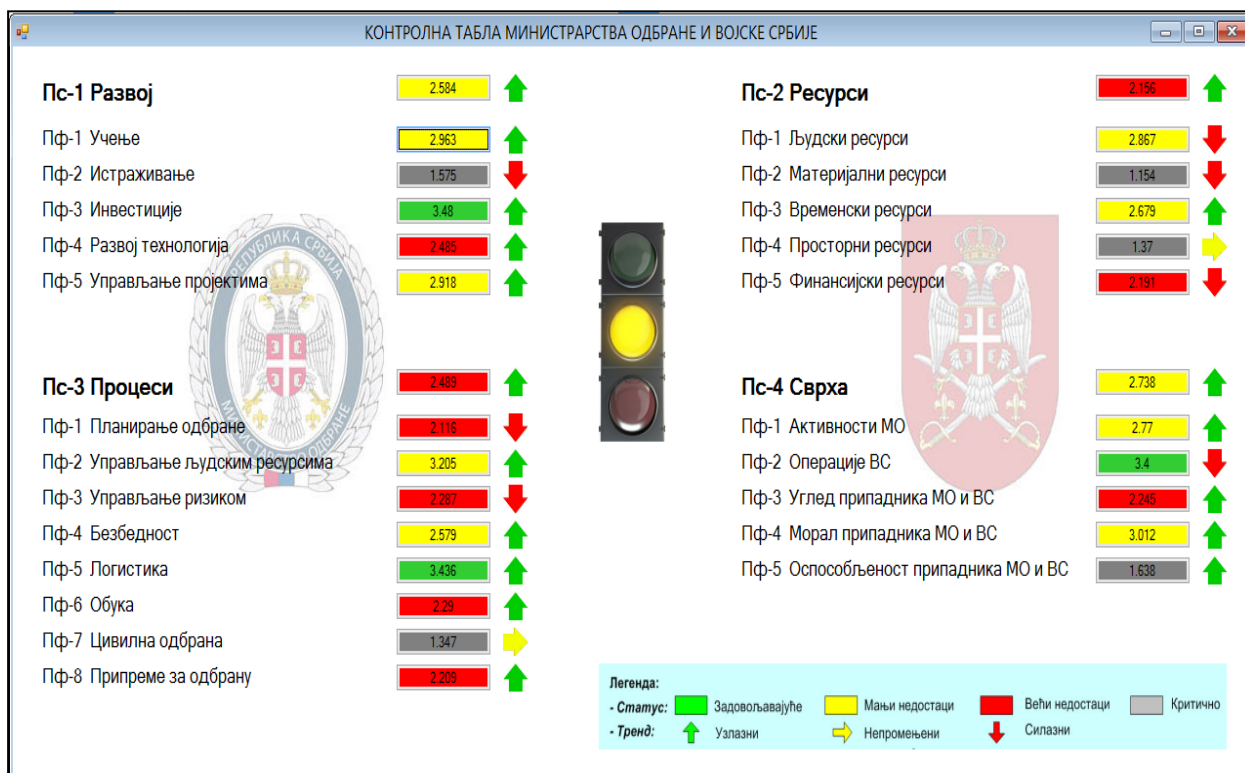 КОНТРОЛНА ТАБЛА МИНИСТРАРСТВА ОДБРАНЕ И ВОЈСКЕ СРБИЈЕ
Пс-1 Развој 2.584
Пф-1 Учење 2.963
Пф-2 Истраживање 1.575
Пф-3 Инвестиције 3.48
Пф-4 Развој технологија 2.485
Пф-5 Управљање пројектима 2.918
Пс-2 Ресурси 2.156
Пф-1 Људски ресурси 2.867
Пф-2 Материјални ресурси 1.154
Пф-3 Временски ресурси 2.679
Пф-4 Просторни ресурси 1.37
Пф-5 Финансијски ресурси 2.191
Пс-3 Процеси 2.489
Пф-1 Планирање одбране 2.116
Пф-2 Управљање људским ресурсима 3.205
Пф-3 Управљање ризиком 2.287
Пф-4 Безбедност 2.579
Пф-5 Логистика 3.436
Пф-6 Обука 2.29
Пф-7 Цивилна одбрана 1.347
Пф-8 Припреме за одбрану 2.209
Пс-4 Сврха 2.738
Пф-1 Активности МО 2.77
Пф-2 Операције ВС 3.4
Пф-3 Углед припадника МО и ВС 2.245
Пф-4 Морал припадника МО и ВС 3.012
Пф-5 Оспособљеност припадника МО и ВС 1.638
РЕПУБЛИКА СРБИЈА
МИНИСТАРСТВО ОДБРАНЕ
Легенда:
- Статус: Задовољавајуће Мањи недостаци Већи недостаци Критично
- Тренд: Узлазни Непромењени Силазни